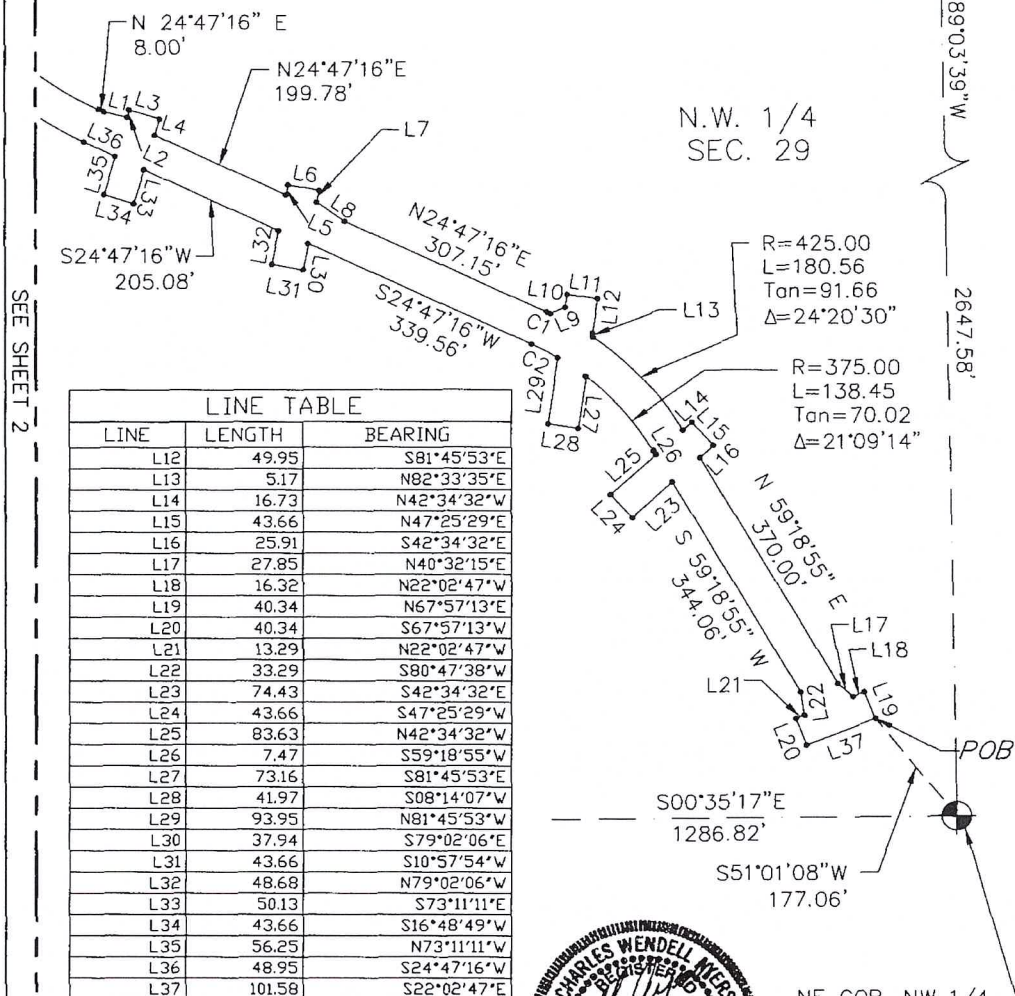 N 24°47'16" E
8.00'
N24°47'16"E
199.78'
L1
L3
L4
L2
L36
L35
L34
L33
L7
L6
L5
L8
N.W. 1/4
SEC. 29
89°03'39"W
2647.58'
S24°47'16"W
205.08'
L32
L31
L30
N24°47'16"E
307.15'
S24°47'16"W
339.56'
L10
L11
L12
L9
C1
C2
L13
L29
L28
L27
R=425.00
L=180.56
Tan=91.66
Δ=24°20'30"
R=375.00
L=138.45
Tan=70.02
Δ=21°09'14"
L14
L15
L16
L26
L25
L24
L23
N 59°18'55" E
370.00'
S 59°18'55" W
344.06'
L17
L18
L19
L21
L22
L20
L37
POB
S00°35'17"E
1286.82'
S51°01'08"W
177.06'
SEE SHEET 2
LINE TABLE
LINE LENGTH BEARING
L12 49.95 S81°45'53"E
L13 5.17 N82°33'35"E
L14 16.73 N42°34'32"W
L15 43.66 N47°25'29"E
L16 25.91 S42°34'32"E
L17 27.85 N40°32'15"E
L18 16.32 N22°02'47"W
L19 40.34 N67°57'13"E
L20 40.34 S67°57'13"W
L21 13.29 N22°02'47"W
L22 33.29 S80°47'38"W
L23 74.43 S42°34'32"E
L24 43.66 S47°25'29"W
L25 83.63 N42°34'32"W
L26 7.47 S59°18'55"W
L27 73.16 S81°45'53"E
L28 41.97 S08°14'07"W
L29 93.95 N81°45'53"W
L30 37.94 S79°02'06"E
L31 43.66 S10°57'54"W
L32 48.68 N79°02'06"W
L33 50.13 S73°11'11"E
L34 43.66 S16°48'49"W
L35 56.25 N73°11'11"W
L36 48.95 S24°47'16"W
L37 101.58 S22°02'47"E
CHARLES WENDELL MYERS
REGISTERED
NE COR. NW 1/4